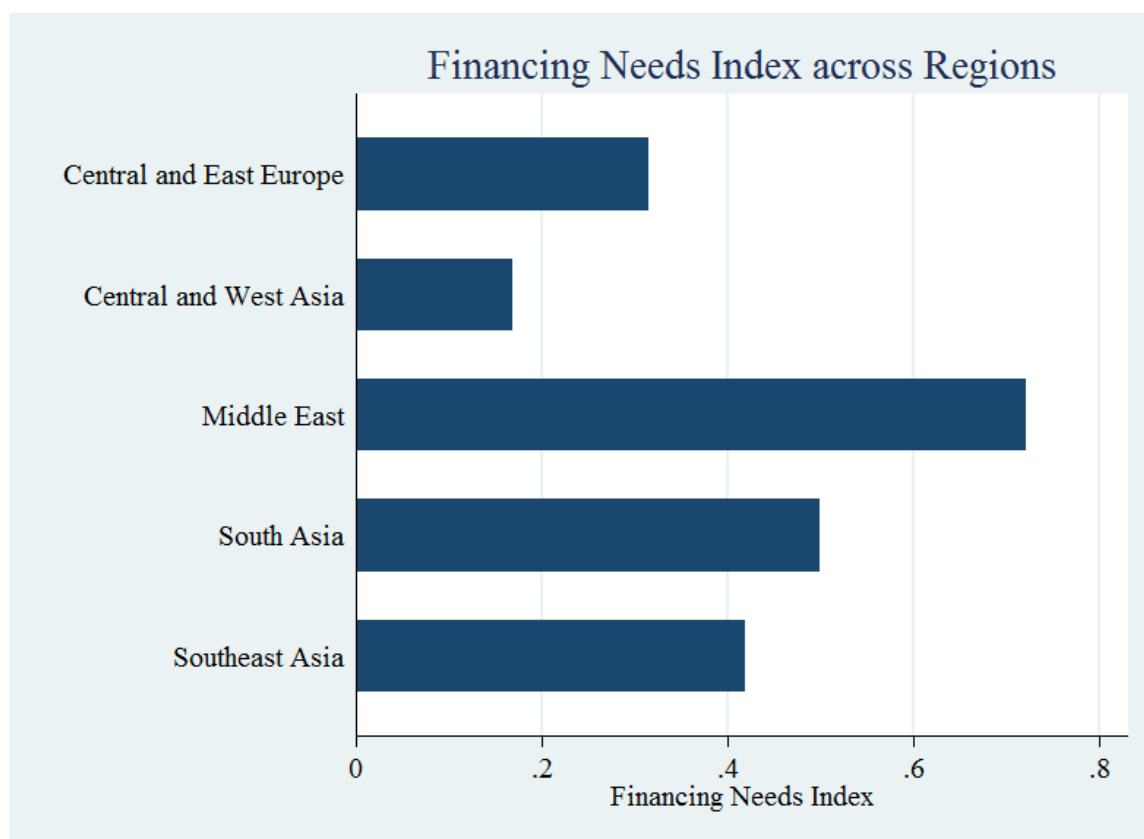 Financing Needs Index across Regions
Central and East Europe
Central and West Asia
Middle East
South Asia
Southeast Asia
0 .2 .4 .6 .8
Financing Needs Index